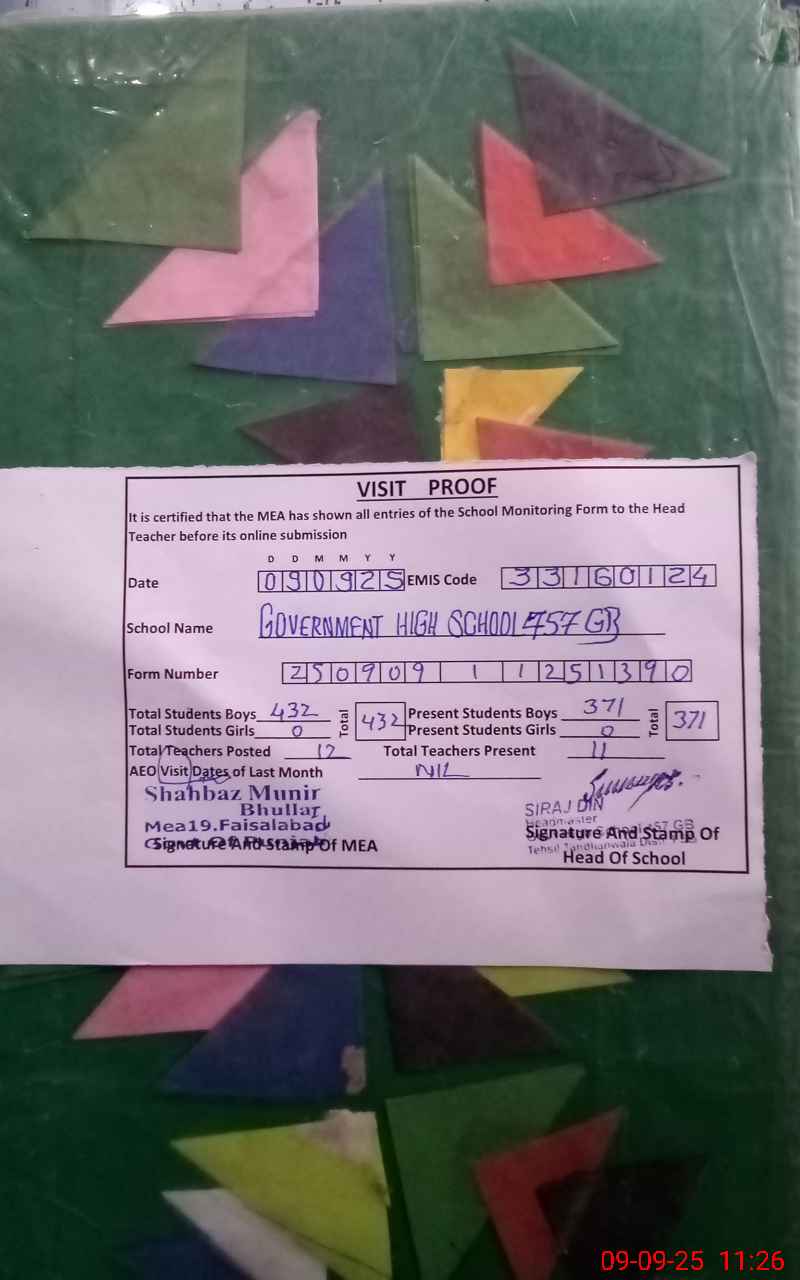 VISIT PROOF
It is certified that the MEA has shown all entries of the School Monitoring Form to the Head
Teacher before its online submission
D D M M Y Y
Date 090925 EMIS Code 33160124
School Name GOVERNMENT HIGH SCHOOL 757 GB
Form Number 250909 1 1251390
Total Students Boys 432 Total 432 Present Students Boys 371 Total 371
Total Students Girls 0 Present Students Girls 0
Total Teachers Posted 12 Total Teachers Present 11
AEO Visit Dates of Last Month NIL
Shahbaz Munir
Bhullar
Mea19.Faisalabad
Signature And Stamp Of MEA
SIRAJ DIN
Headmaster
Signature And Stamp Of
Head Of School
09-09-25 11:26